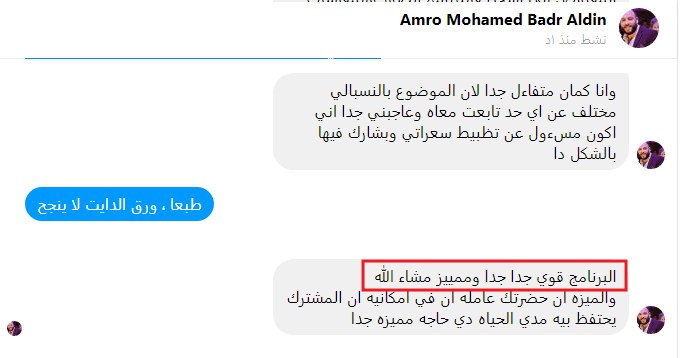 Amro Mohamed Badr Aldin
نشط منذ ١د
وانا كمان متفاءل جدا لان الموضوع بالنسبالي
مختلف عن اي حد تابعت معاه وعاجبني جدا اني
اكون مسءول عن تظبيط سعراتي وبشارك فيها
بالشكل دا
طبعا ، ورق الدايت لا ينجح
البرنامج قوي جدا جدا ومميز مشاء الله
والميزه ان حضرتك عامله ان في امكانيه ان المشترك
يحتفظ بيه مدي الحياه دي حاجه مميزه جدا